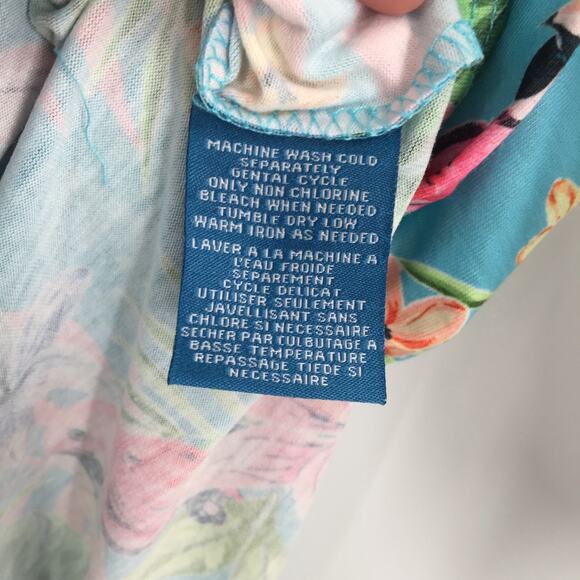 MACHINE WASH COLD
SEPARATELY
GENTAL CYCLE
ONLY NON CHLORINE
BLEACH WHEN NEEDED
TUMBLE DRY LOW
WARM IRON AS NEEDED
LAVER A LA MACHINE A
L'EAU FROIDE
SEPAREMENT
CYCLE DELICAT
UTILISER SEULEMENT
JAVELLISANT SANS
CHLORE SI NECESSAIRE
SECHER PAR CULBUTAGE A
BASSE TEMPERATURE
REPASSAGE TIEDE SI
NECESSAIRE